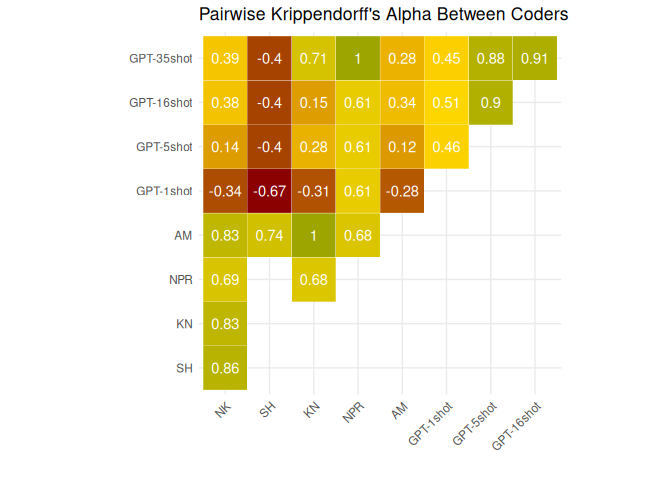 Pairwise Krippendorff's Alpha Between Coders
GPT-35shot 0.39 -0.4 0.71 1 0.28 0.45 0.88 0.91
GPT-16shot 0.38 -0.4 0.15 0.61 0.34 0.51 0.9
GPT-5shot 0.14 -0.4 0.28 0.61 0.12 0.46
GPT-1shot -0.34 -0.67 -0.31 0.61 -0.28
AM 0.83 0.74 1 0.68
NPR 0.69 0.68
KN 0.83
SH 0.86
NK SH KN NPR AM GPT-1shot GPT-5shot GPT-16shot